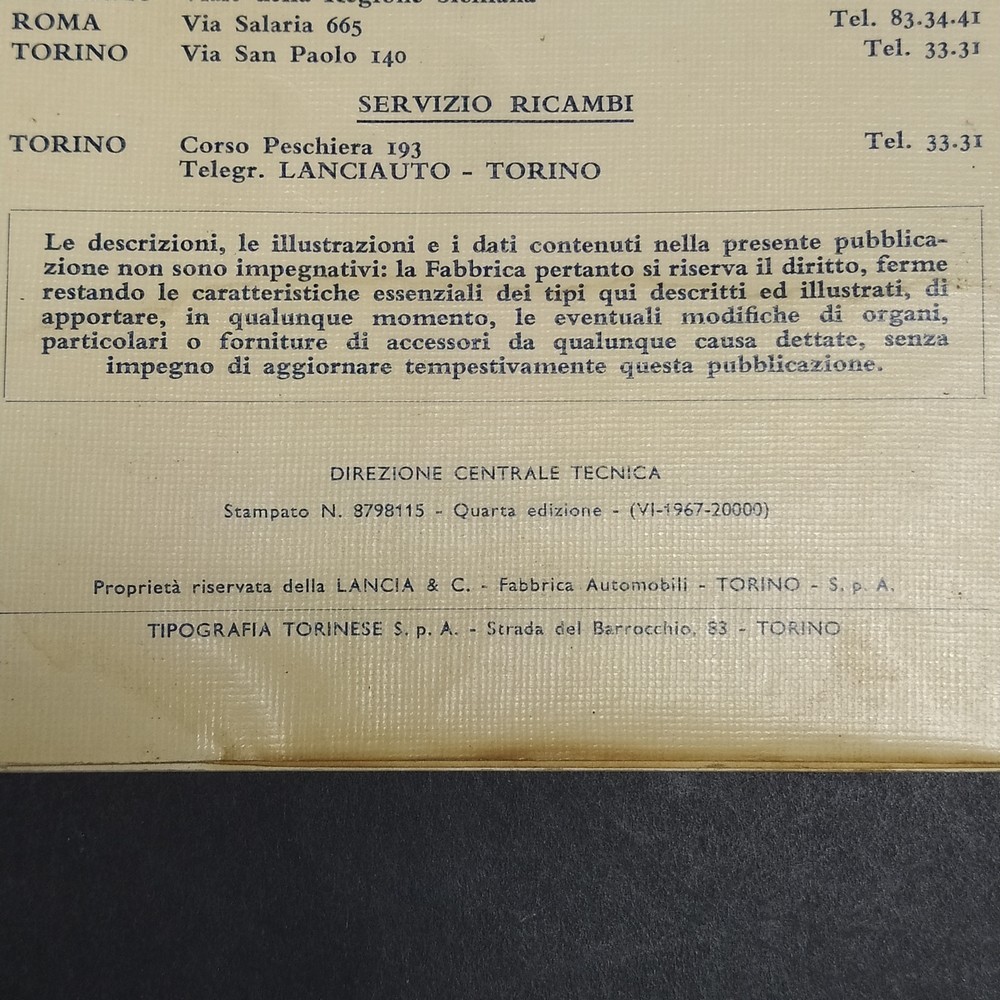 Viale della Regione Siciliana
ROMA Via Salaria 665 Tel. 83.34.41
TORINO Via San Paolo 140 Tel. 33.31
SERVIZIO RICAMBI
TORINO Corso Peschiera 193 Tel. 33.31
Telegr. LANCIAUTO - TORINO
Le descrizioni, le illustrazioni e i dati contenuti nella presente pubblica-
zione non sono impegnativi: la Fabbrica pertanto si riserva il diritto, ferme
restando le caratteristiche essenziali dei tipi qui descritti ed illustrati, di
apportare, in qualunque momento, le eventuali modifiche di organi,
particolari o forniture di accessori da qualunque causa dettate, senza
impegno di aggiornare tempestivamente questa pubblicazione.
DIREZIONE CENTRALE TECNICA
Stampato N. 8798115 - Quarta edizione - (VI-1967-20000)
Proprietà riservata della LANCIA & C. - Fabbrica Automobili - TORINO - S. p. A.
TIPOGRAFIA TORINESE S. p. A. - Strada del Barrocchio, 83 - TORINO